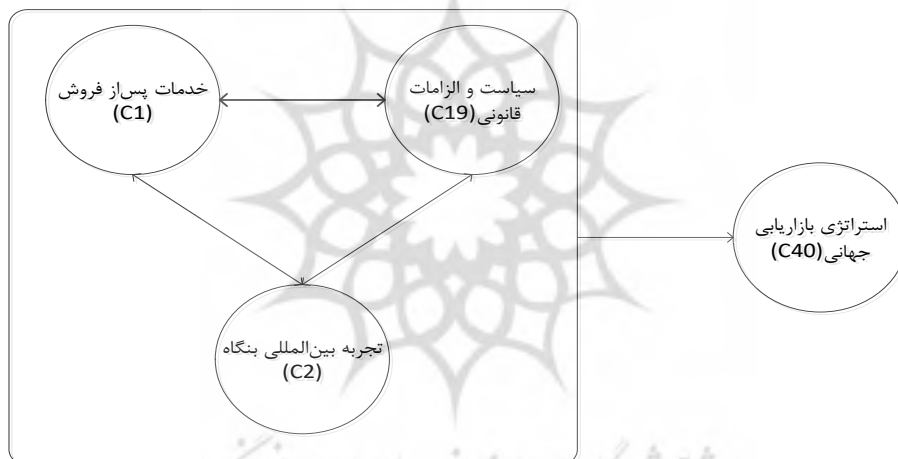 خدمات پس‌از فروش
(C1)
سیاست و الزامات
قانونی(C19)
تجربه بین‌المللی بنگاه
(C2)
استراتژی بازاریابی
جهانی(C40)